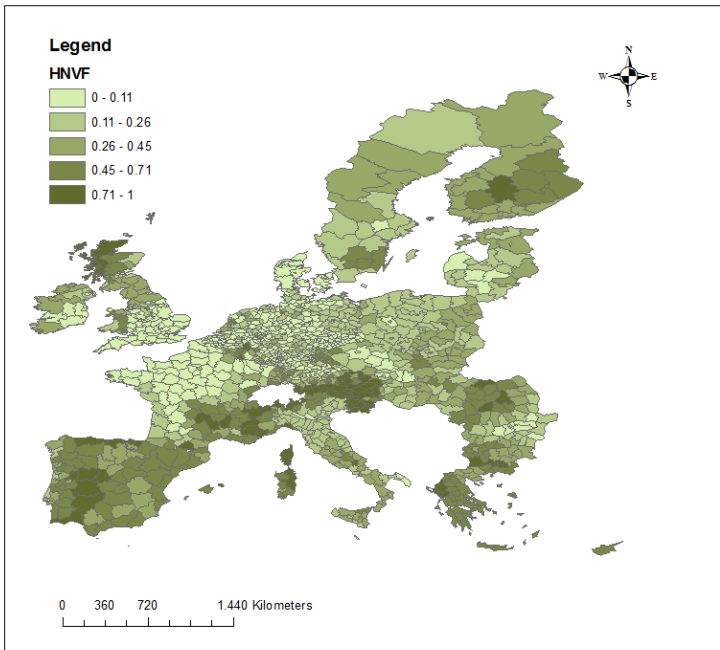 Legend
HNVF
0 - 0.11
0.11 - 0.26
0.26 - 0.45
0.45 - 0.71
0.71 - 1
N
W E
S
0 360 720 1.440 Kilometers